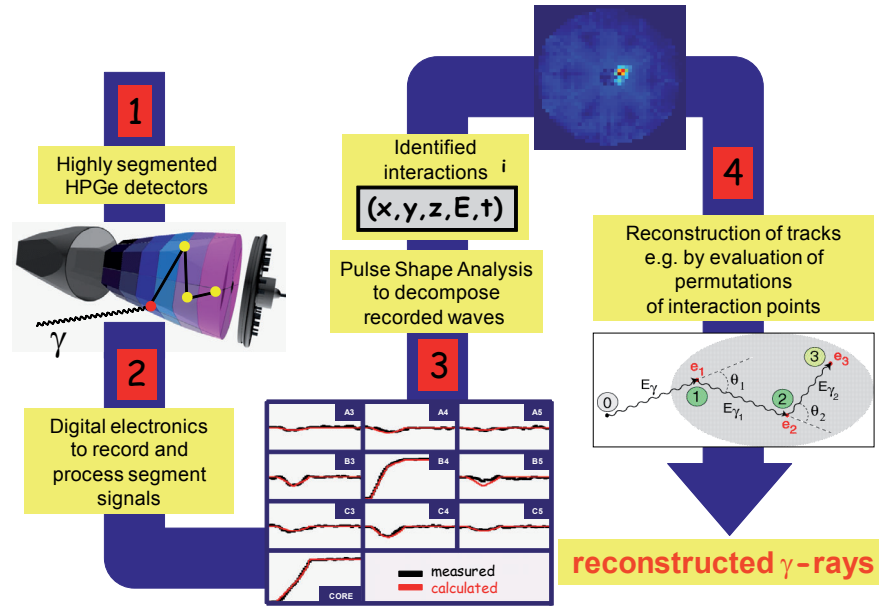 1
Highly segmented
HPGe detectors
γ
2
Digital electronics
to record and
process segment
signals
A3
A4
A5
B3
B4
B5
C3
C4
C5
CORE
measured
calculated
3
Pulse Shape Analysis
to decompose
recorded waves
Identified
interactions i
(x,y,z,E,t)
4
Reconstruction of tracks
e.g. by evaluation of
permutations
of interaction points
0
Eγ
e1
1
θ1
Eγ1
2
e2
θ2
Eγ2
3
e3
reconstructed γ-rays